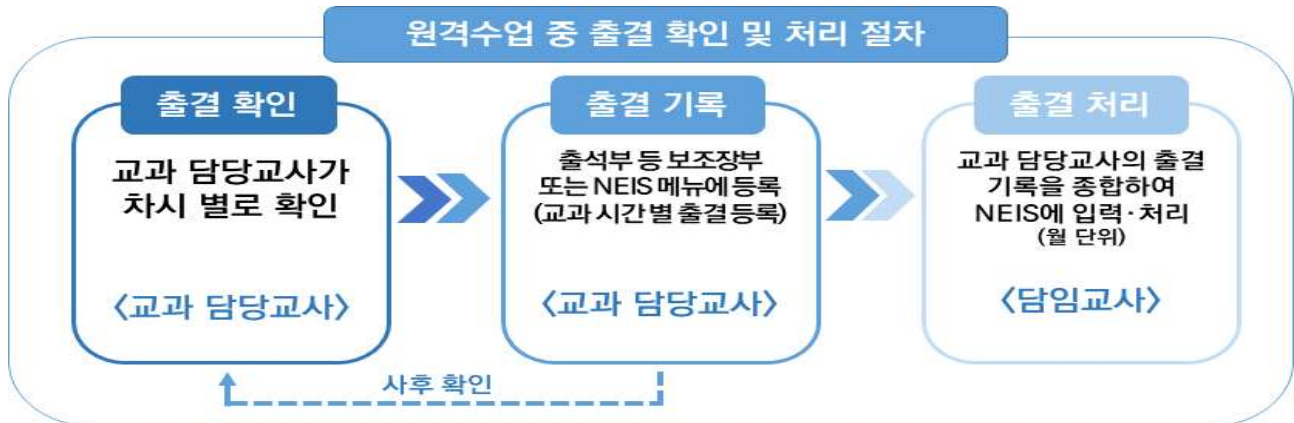 원격수업 중 출결 확인 및 처리 절차
출결 확인
교과 담당교사가
차시 별로 확인
〈교과 담당교사〉
출결 기록
출석부 등 보조장부
또는 NEIS 메뉴에 등록
(교과 시간 별 출결 등록)
〈교과 담당교사〉
출결 처리
교과 담당교사의 출결
기록을 종합하여
NEIS에 입력·처리
(월 단위)
〈담임교사〉
사후 확인